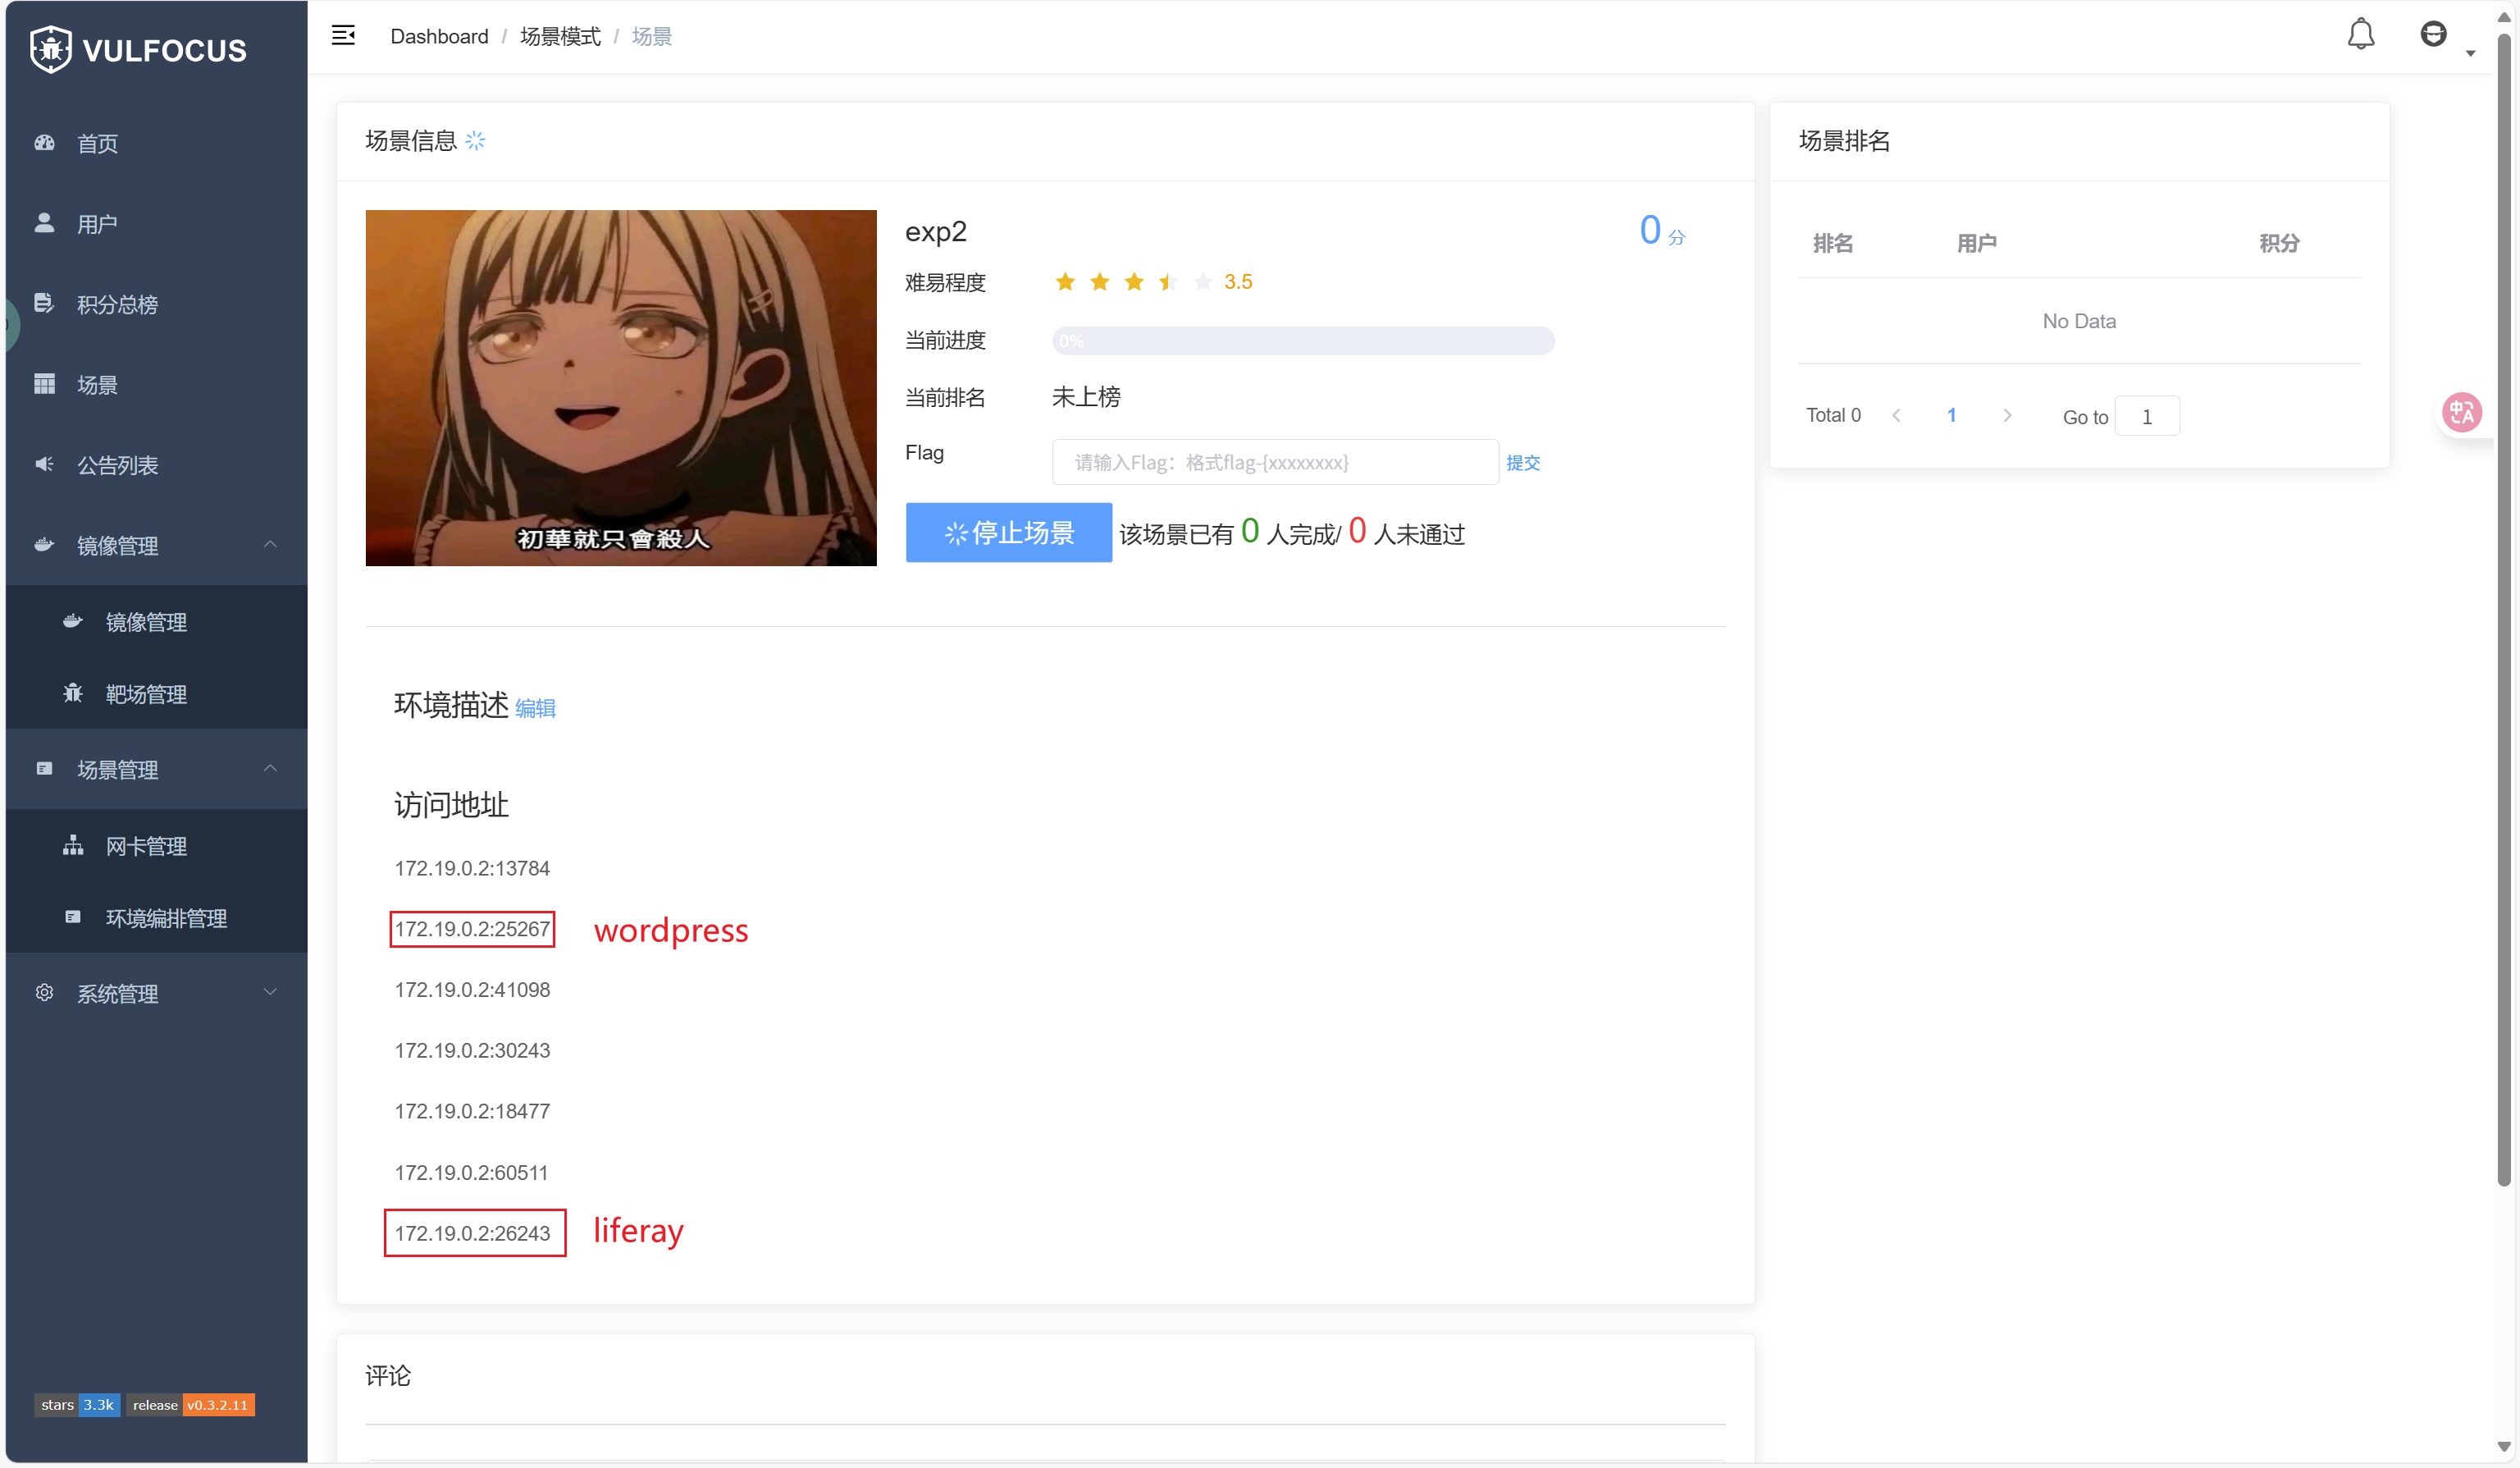 VULFOCUS
首页
用户
积分总榜
场景
公告列表
镜像管理
镜像管理
靶场管理
场景管理
网卡管理
环境编排管理
系统管理
stars 3.3k release v0.3.2.11
Dashboard / 场景模式 / 场景
场景信息
初華就只會殺人
exp2
0 分
难易程度 3.5
当前进度 0%
当前排名 未上榜
Flag 请输入Flag：格式flag-{xxxxxxxx} 提交
停止场景 该场景已有 0 人完成/ 0 人未通过
环境描述 编辑
访问地址
172.19.0.2:13784
172.19.0.2:25267 wordpress
172.19.0.2:41098
172.19.0.2:30243
172.19.0.2:18477
172.19.0.2:60511
172.19.0.2:26243 liferay
评论
场景排名
排名 用户 积分
No Data
Total 0 1 Go to 1
中A